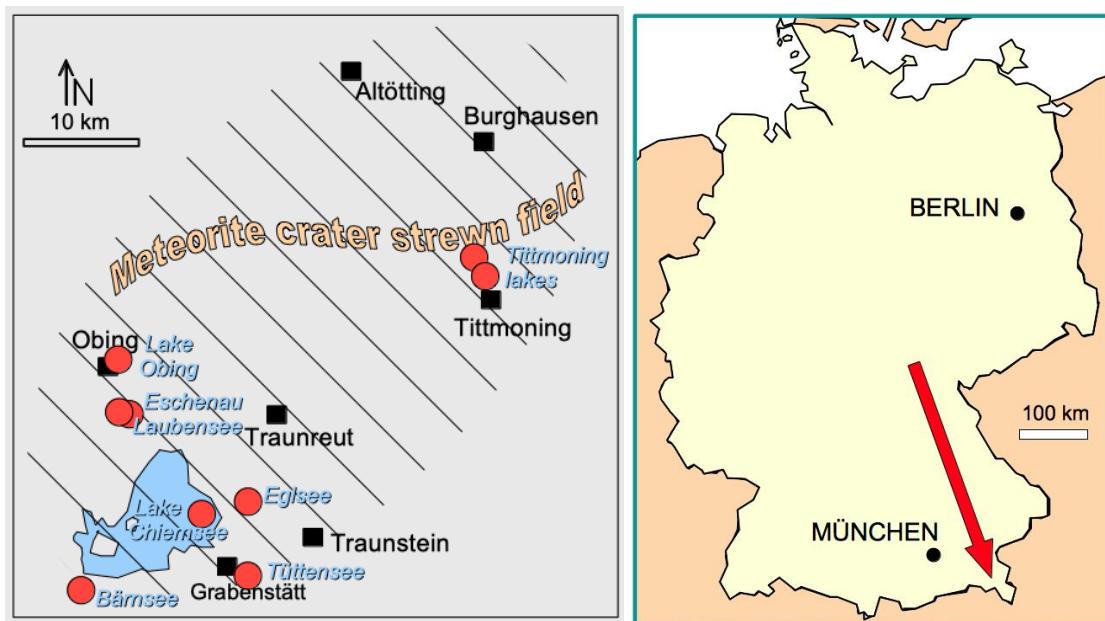 N
10 km
Altötting
Burghausen
Meteorite crater strewn field
Tittmoning
lakes
Tittmoning
Obing
Lake
Obing
Eschenau
Laubensee
Traunreut
Lake
Chiemsee
Eglsee
Traunstein
Tüttensee
Grabenstätt
Bärnsee
BERLIN
100 km
MÜNCHEN